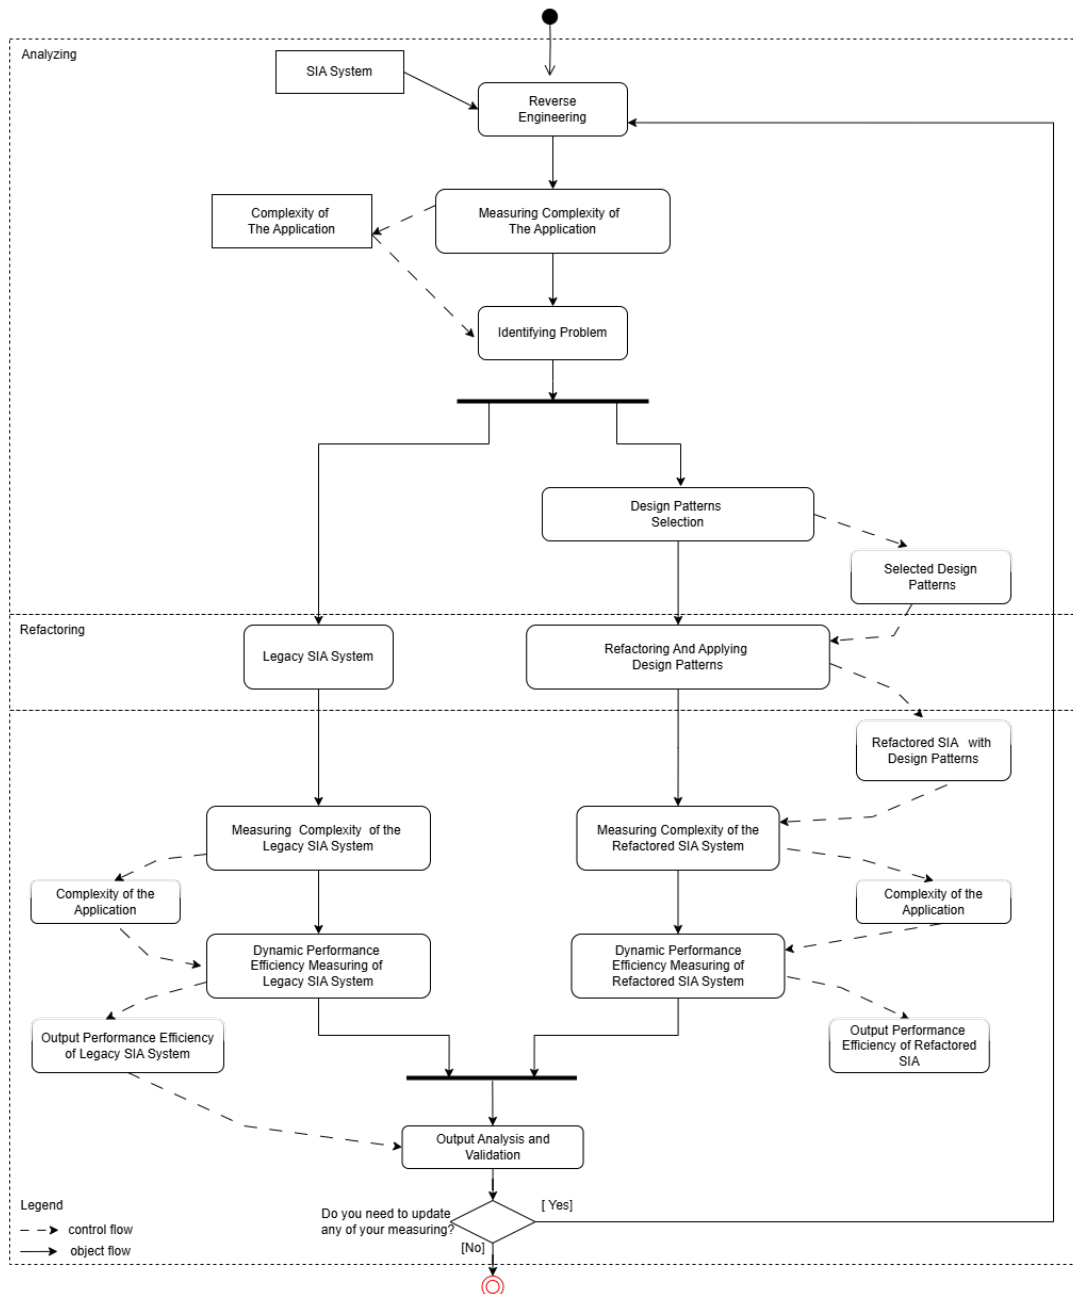 Analyzing
SIA System
Reverse
Engineering
Complexity of
The Application
Measuring Complexity of
The Application
Identifying Problem
Design Patterns
Selection
Selected Design
Patterns
Refactoring
Legacy SIA System
Refactoring And Applying
Design Patterns
Refactored SIA with
Design Patterns
Measuring Complexity of the
Legacy SIA System
Measuring Complexity of the
Refactored SIA System
Complexity of the
Application
Complexity of the
Application
Dynamic Performance
Efficiency Measuring of
Legacy SIA System
Dynamic Performance
Efficiency Measuring of
Refactored SIA System
Output Performance Efficiency
of Legacy SIA System
Output Performance
Efficiency of Refactored
SIA
Output Analysis and
Validation
Do you need to update
any of your measuring?
[ Yes]
[No]
Legend
control flow
object flow